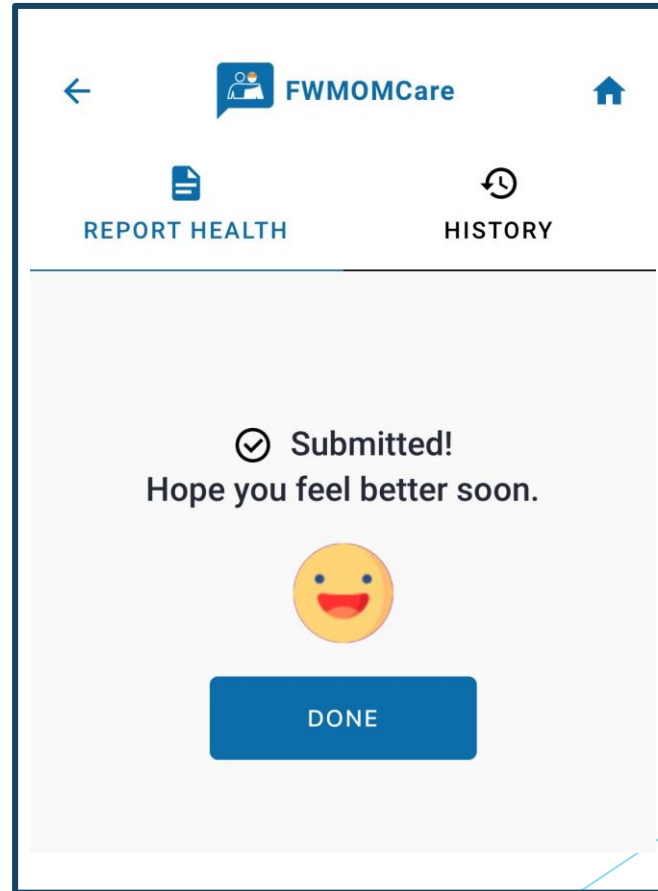 FWMOMCare
REPORT HEALTH
HISTORY
Submitted!
Hope you feel better soon.
DONE